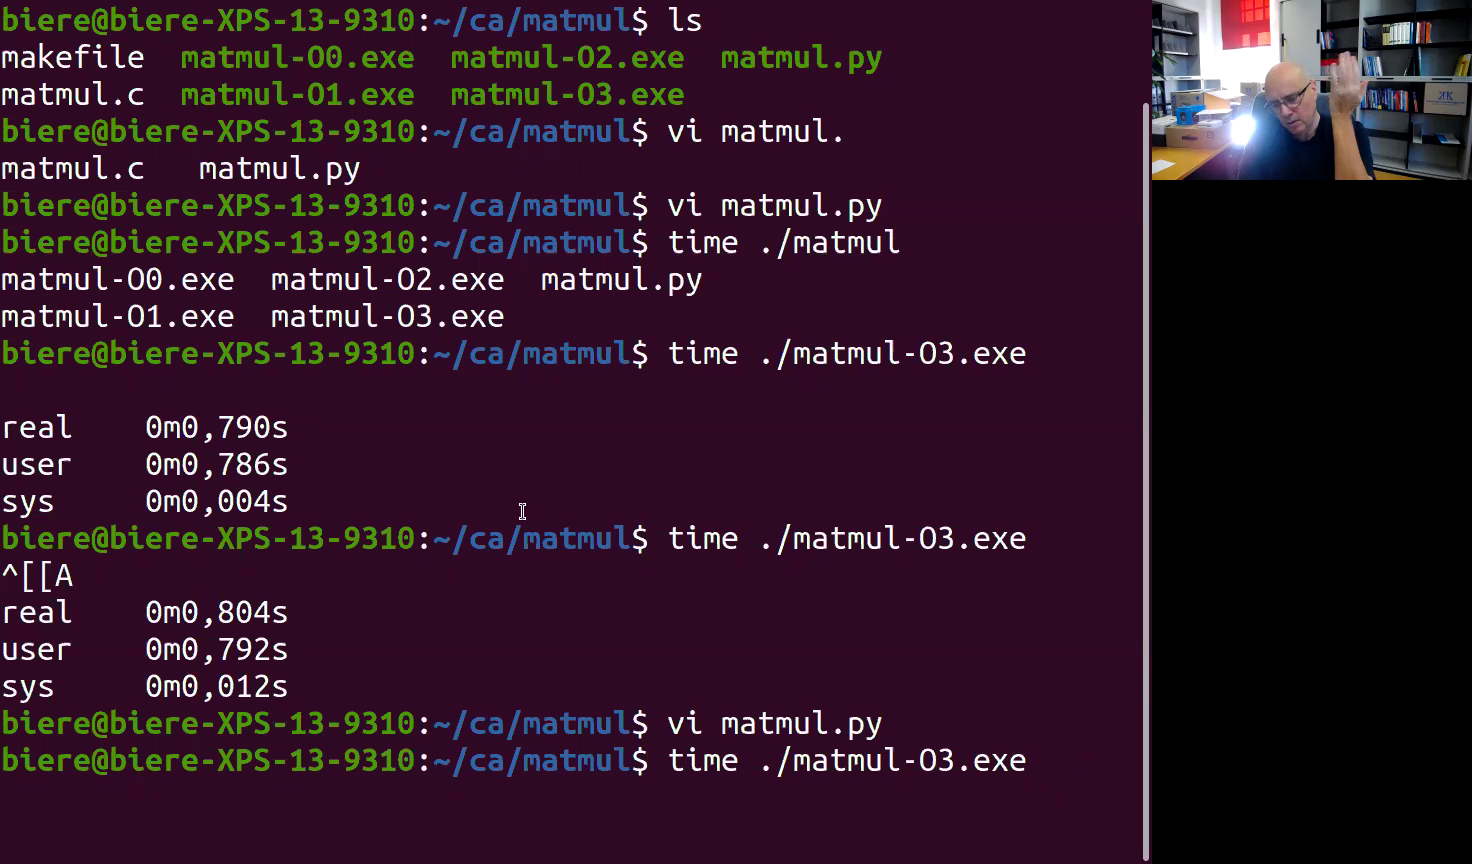 biere@biere-XPS-13-9310:~/ca/matmul$ ls
makefile  matmul-O0.exe  matmul-O2.exe  matmul.py
matmul.c  matmul-O1.exe  matmul-O3.exe
biere@biere-XPS-13-9310:~/ca/matmul$ vi matmul.
matmul.c   matmul.py
biere@biere-XPS-13-9310:~/ca/matmul$ vi matmul.py
biere@biere-XPS-13-9310:~/ca/matmul$ time ./matmul
matmul-O0.exe  matmul-O2.exe  matmul.py
matmul-O1.exe  matmul-O3.exe
biere@biere-XPS-13-9310:~/ca/matmul$ time ./matmul-O3.exe
real    0m0,790s
user    0m0,786s
sys     0m0,004s
biere@biere-XPS-13-9310:~/ca/matmul$ time ./matmul-O3.exe
^[[A
real    0m0,804s
user    0m0,792s
sys     0m0,012s
biere@biere-XPS-13-9310:~/ca/matmul$ vi matmul.py
biere@biere-XPS-13-9310:~/ca/matmul$ time ./matmul-O3.exe